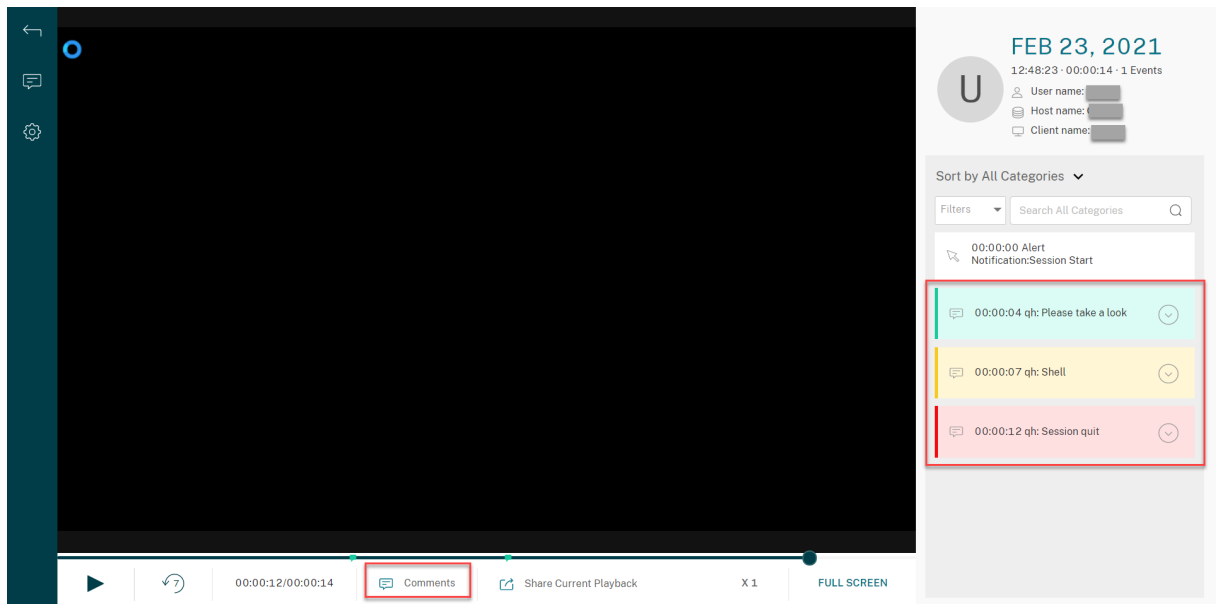 FEB 23, 2021
12:48:23 · 00:00:14 · 1 Events
U
User name:
Host name:
Client name:
Sort by All Categories
Filters
Search All Categories
00:00:00 Alert
Notification:Session Start
00:00:04 qh: Please take a look
00:00:07 qh: Shell
00:00:12 qh: Session quit
7
00:00:12/00:00:14
Comments
Share Current Playback
X 1
FULL SCREEN